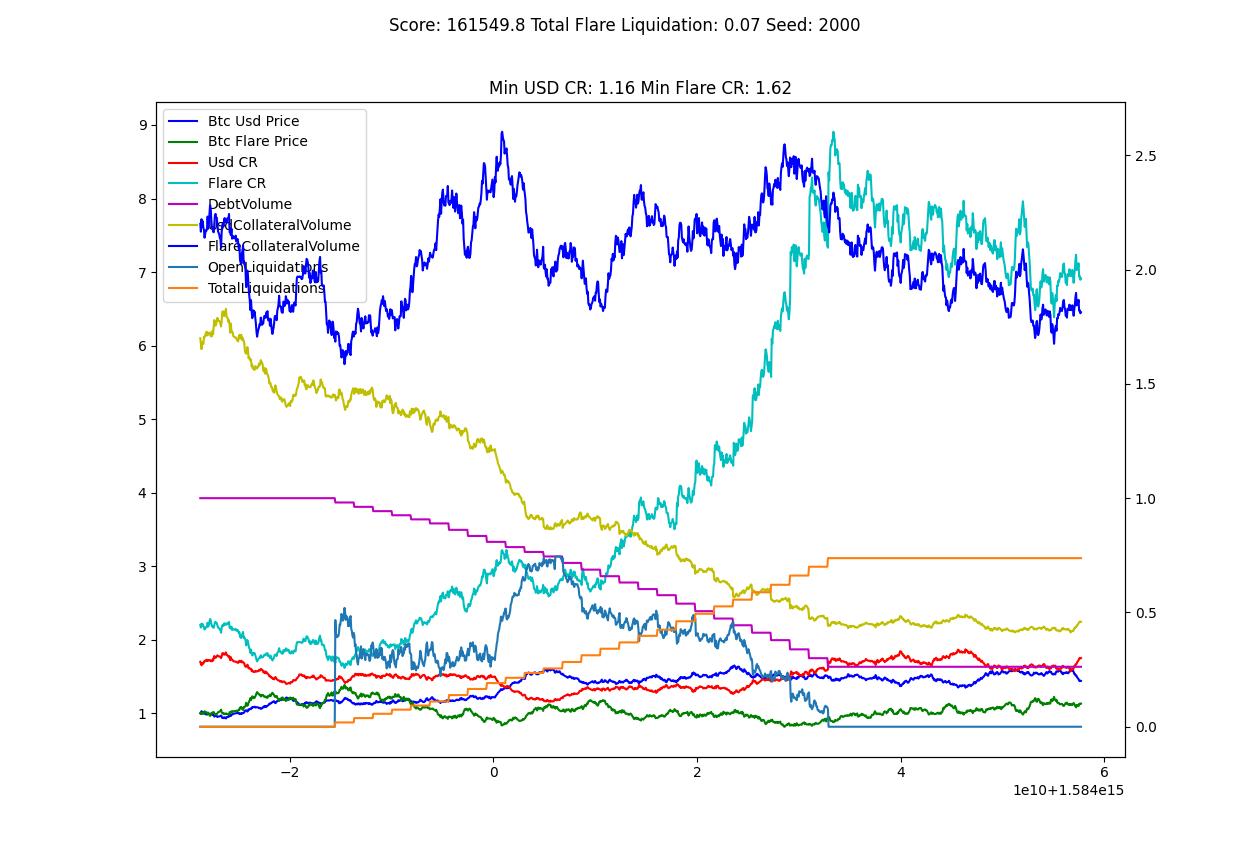 Score: 161549.8 Total Flare Liquidation: 0.07 Seed: 2000
Min USD CR: 1.16 Min Flare CR: 1.62
Btc Usd Price
Btc Flare Price
Usd CR
Flare CR
DebtVolume
UsdCollateralVolume
FlareCollateralVolume
OpenLiquidations
TotalLiquidations
9
8
7
6
5
4
3
2
1
2.5
2.0
1.5
1.0
0.5
0.0
−2
0
2
4
6
1e10+1.584e15